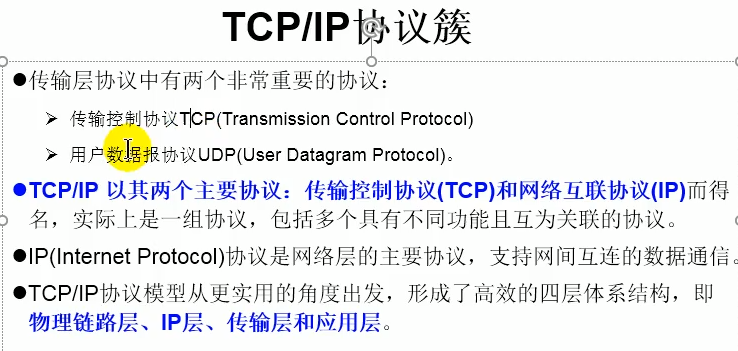 TCP/IP协议簇
●传输层协议中有两个非常重要的协议：
➢ 传输控制协议TCP(Transmission Control Protocol)
➢ 用户数据报协议UDP(User Datagram Protocol)。
●TCP/IP 以其两个主要协议：传输控制协议(TCP)和网络互联协议(IP)而得
名，实际上是一组协议，包括多个具有不同功能且互为关联的协议。
●IP(Internet Protocol)协议是网络层的主要协议，支持网间互连的数据通信。
●TCP/IP协议模型从更实用的角度出发，形成了高效的四层体系结构，即
物理链路层、IP层、传输层和应用层。